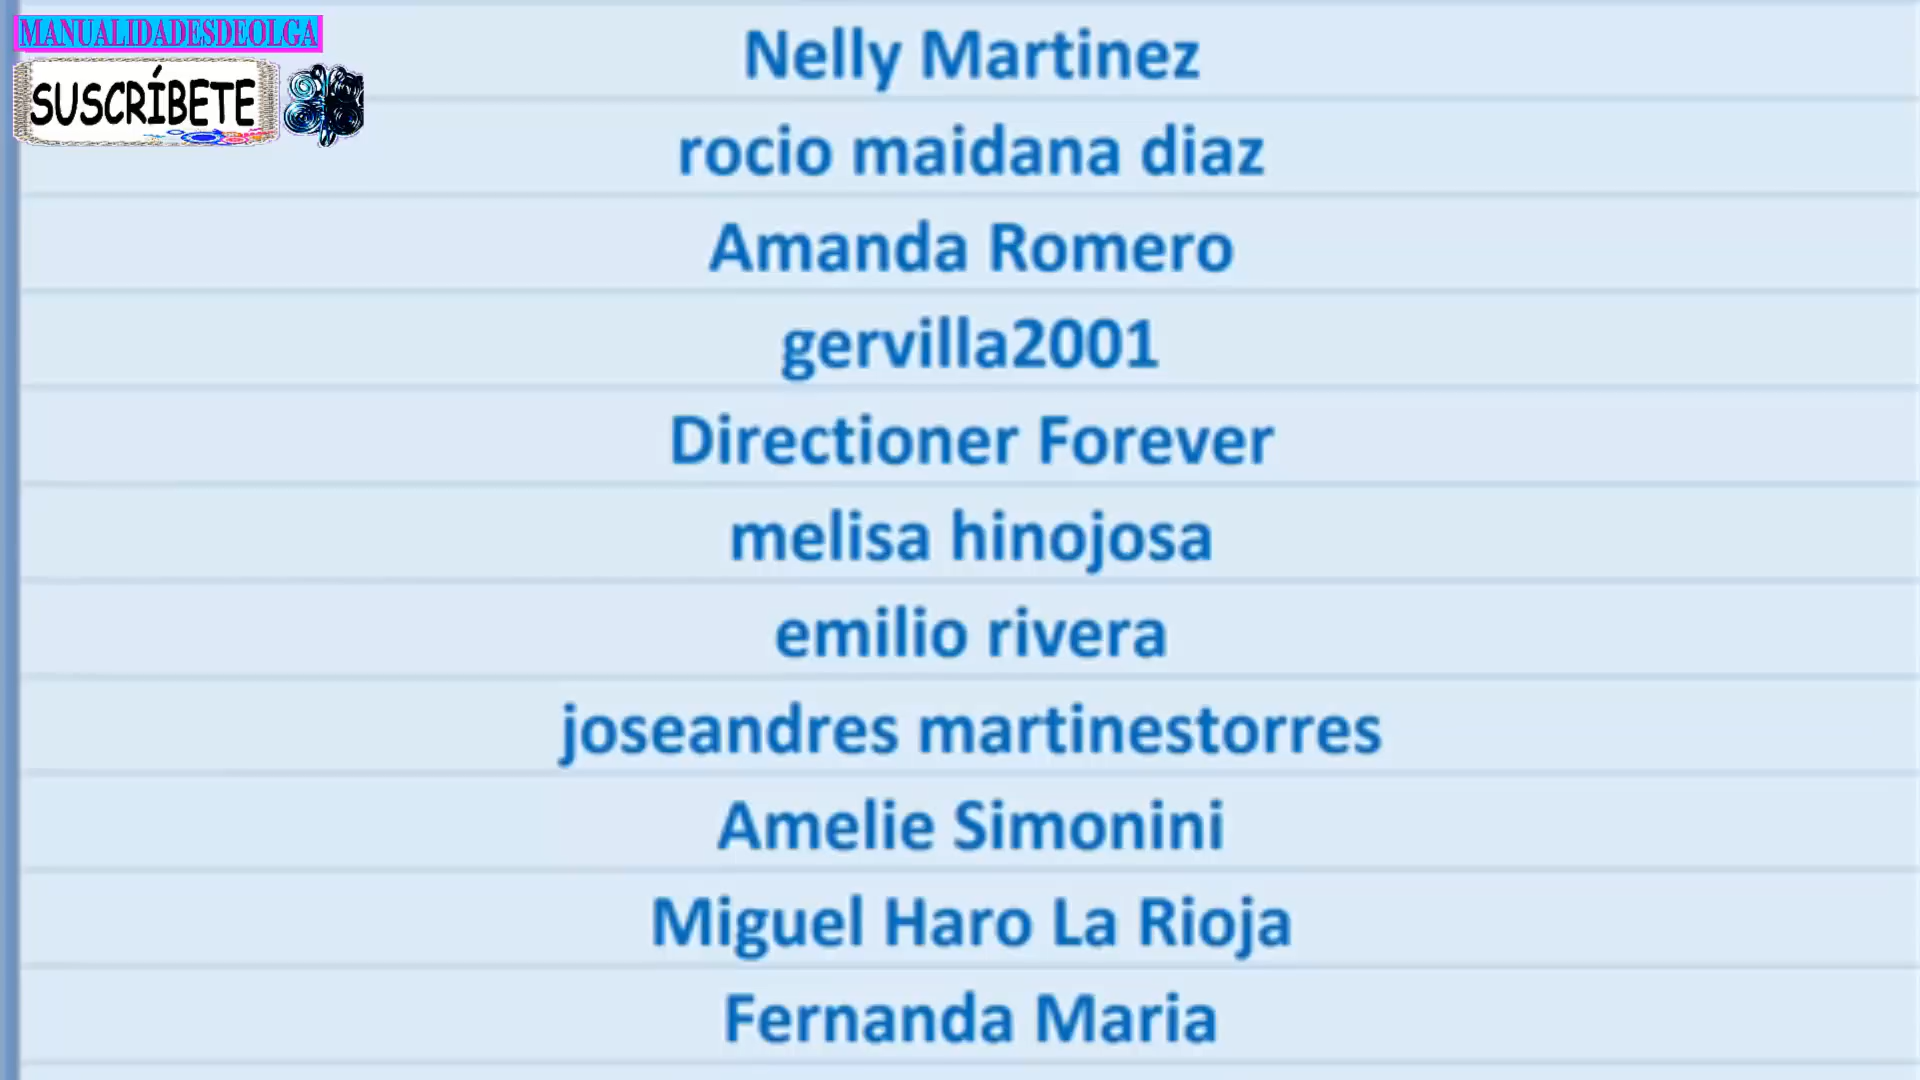 MANUALIDADESDEOLGA
SUSCRÍBETE
Nelly Martinez
rocio maidana diaz
Amanda Romero
gervilla2001
Directioner Forever
melisa hinojosa
emilio rivera
joseandres martinestorres
Amelie Simonini
Miguel Haro La Rioja
Fernanda Maria